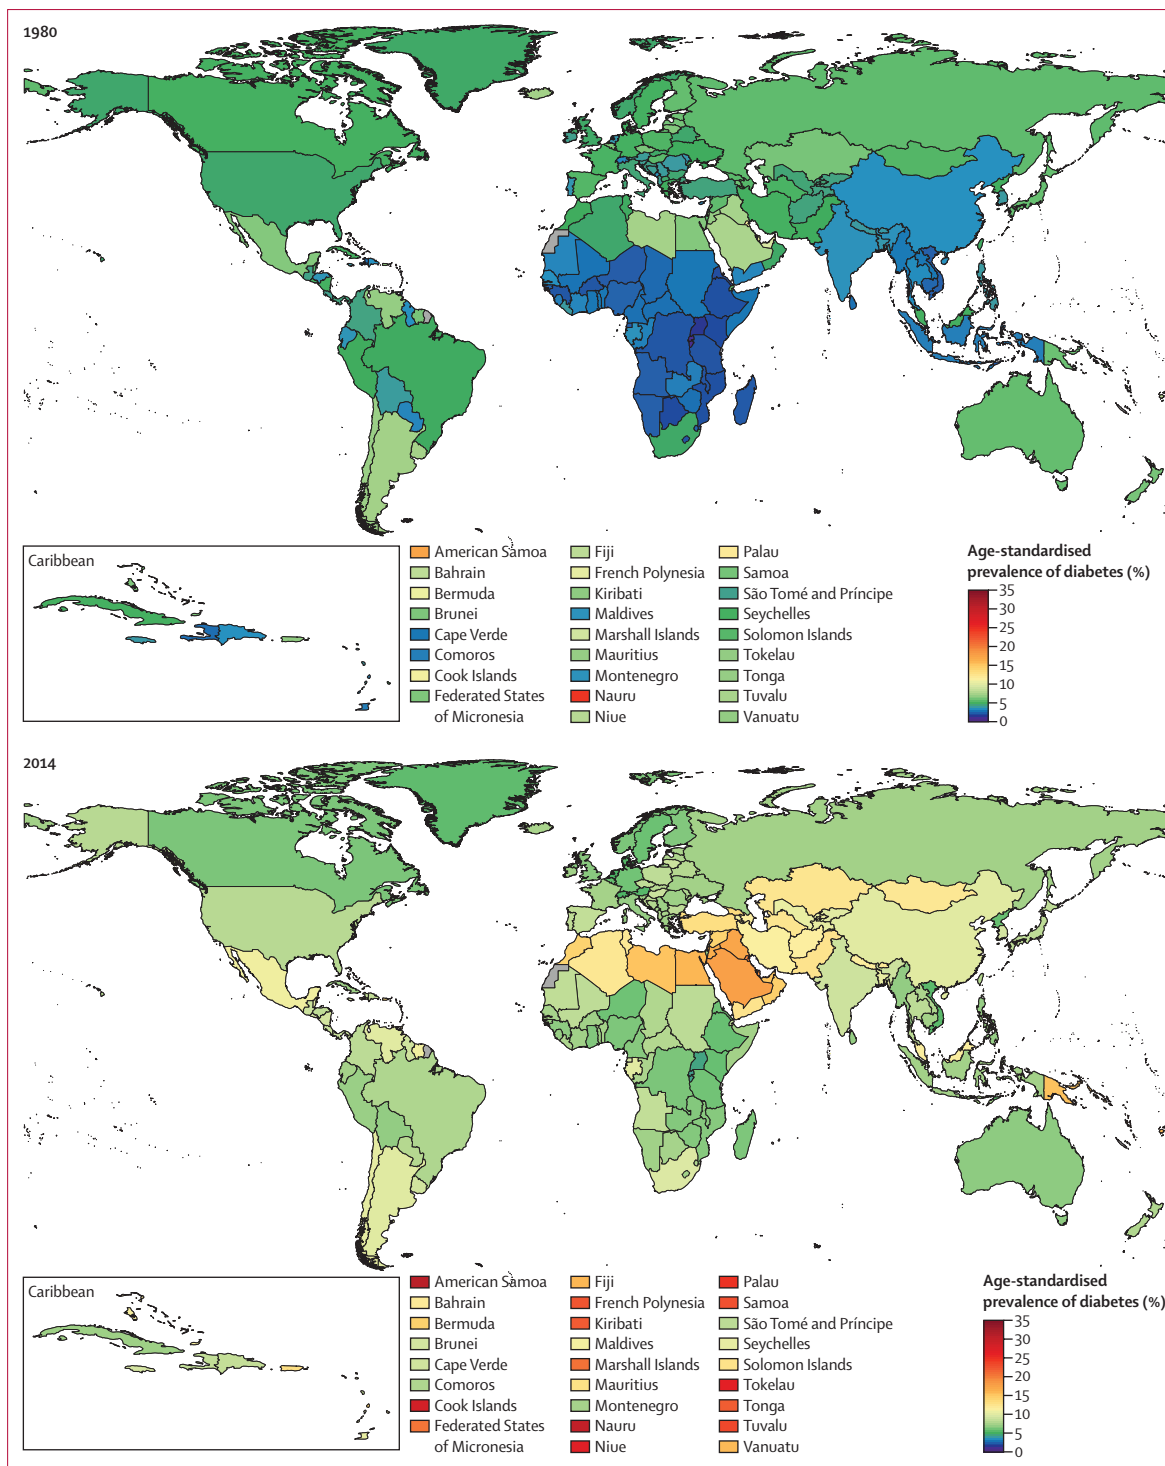 1980
Caribbean
American Samoa
Bahrain
Bermuda
Brunei
Cape Verde
Comoros
Cook Islands
Federated States
of Micronesia
Fiji
French Polynesia
Kiribati
Maldives
Marshall Islands
Mauritius
Montenegro
Nauru
Niue
Palau
Samoa
São Tomé and Príncipe
Seychelles
Solomon Islands
Tokelau
Tonga
Tuvalu
Vanuatu
Age-standardised
prevalence of diabetes (%)
35
30
25
20
15
10
5
0
2014
Caribbean
American Samoa
Bahrain
Bermuda
Brunei
Cape Verde
Comoros
Cook Islands
Federated States
of Micronesia
Fiji
French Polynesia
Kiribati
Maldives
Marshall Islands
Mauritius
Montenegro
Nauru
Niue
Palau
Samoa
São Tomé and Príncipe
Seychelles
Solomon Islands
Tokelau
Tonga
Tuvalu
Vanuatu
Age-standardised
prevalence of diabetes (%)
35
30
25
20
15
10
5
0